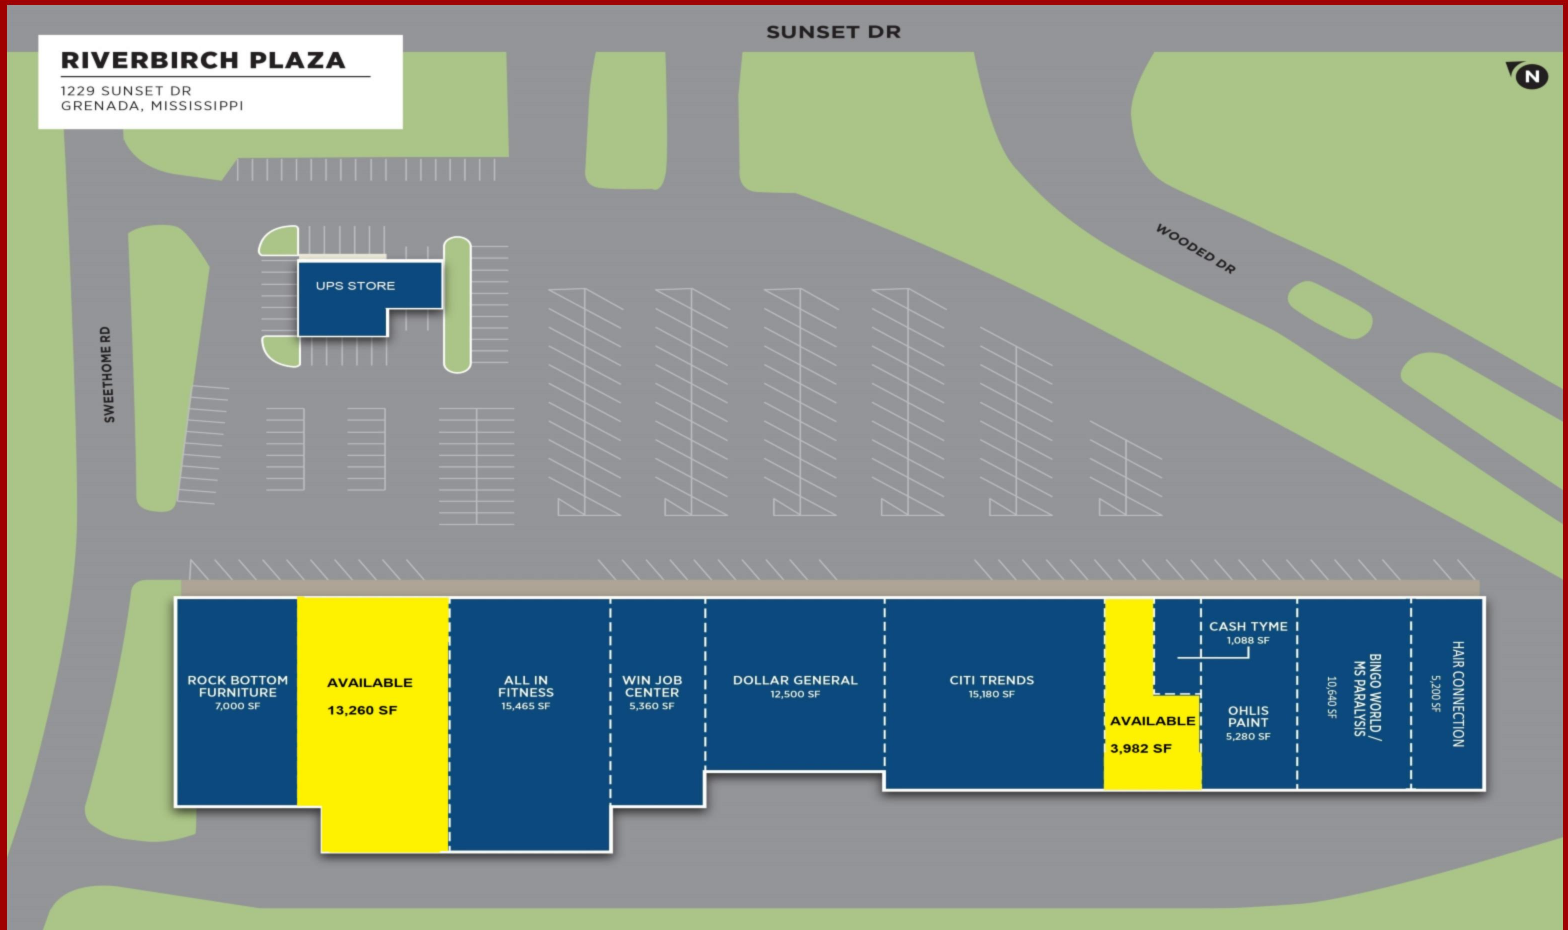 SUNSET DR
RIVERBIRCH PLAZA
1229 SUNSET DR
GRENADA, MISSISSIPPI
N
WOODED DR
UPS STORE
SWEETHOME RD
ROCK BOTTOM
FURNITURE
7,000 SF
AVAILABLE
13,260 SF
ALL IN
FITNESS
15,465 SF
WIN JOB
CENTER
5,360 SF
DOLLAR GENERAL
12,500 SF
CITI TRENDS
15,180 SF
AVAILABLE
3,982 SF
CASH TYME
1,088 SF
OHLIS
PAINT
5,280 SF
BINGO WORLD /
MS PARALYSIS
10,640 SF
HAIR CONNECTION
5,200 SF